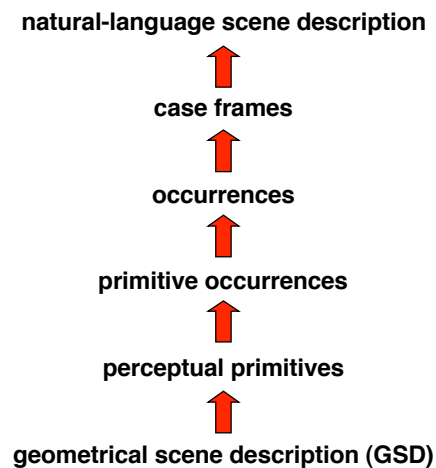 natural-language scene description
case frames
occurrences
primitive occurrences
perceptual primitives
geometrical scene description (GSD)